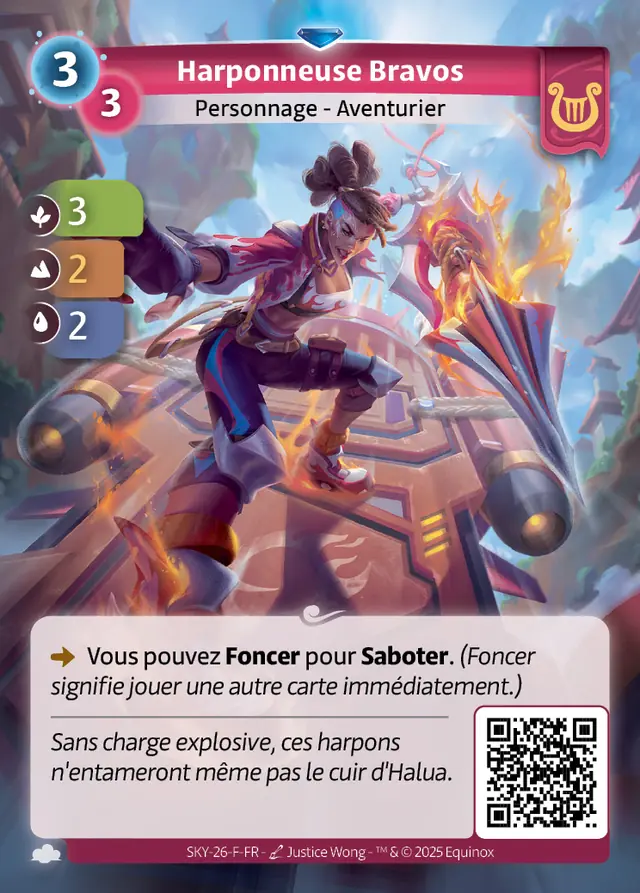 3
Harponneuse Bravos
3
Personnage - Aventurier
3
2
2
Vous pouvez Foncer pour Saboter. (Foncer
signifie jouer une autre carte immédiatement.)
Sans charge explosive, ces harpons
n'entameront même pas le cuir d'Halua.
SKY-26-F-FR - Justice Wong - ™ & © 2025 Equinox